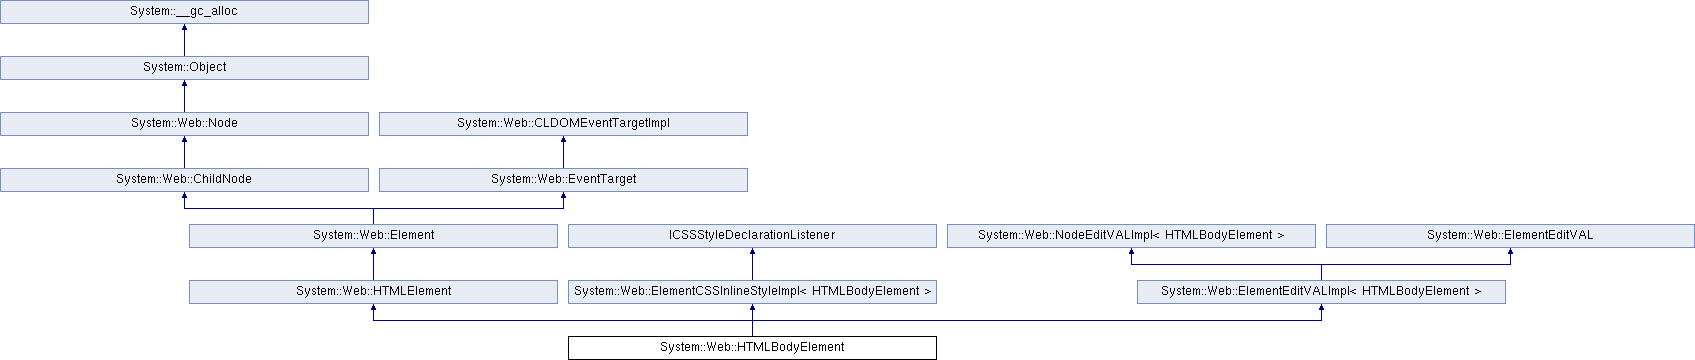 System::__gc_alloc
System::Object
System::Web::Node
System::Web::CLDOMEventTargetImpl
System::Web::ChildNode
System::Web::EventTarget
System::Web::Element
ICSSStyleDeclarationListener
System::Web::NodeEditVALImpl< HTMLBodyElement >
System::Web::ElementEditVAL
System::Web::HTMLElement
System::Web::ElementCSSInlineStyleImpl< HTMLBodyElement >
System::Web::ElementEditVALImpl< HTMLBodyElement >
System::Web::HTMLBodyElement